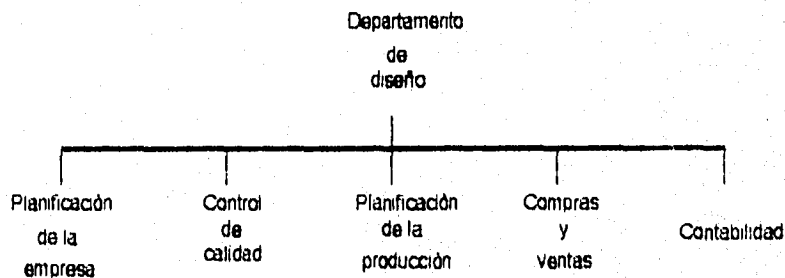 Departamento
de
diseño
Planificación
de la
empresa
Control
de
calidad
Planificación
de la
producción
Compras
y
ventas
Contabilidad